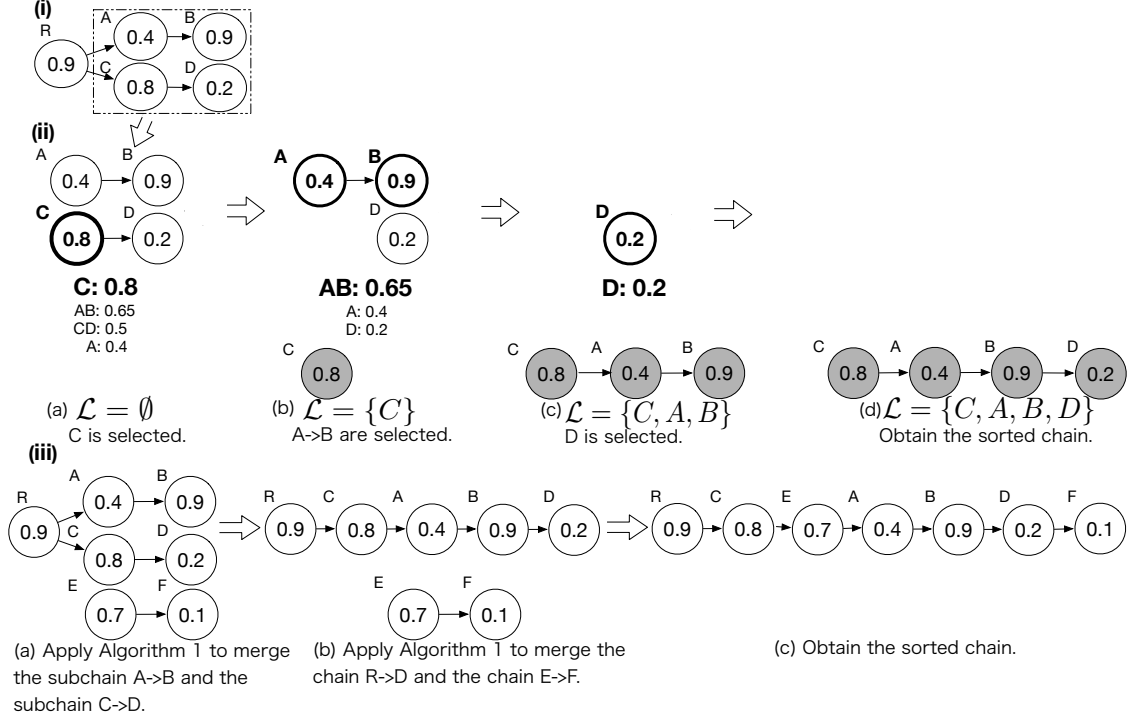 (i)
A
B
R
0.4
0.9
0.9
C
D
0.8
0.2
(ii)
A
B
0.4
0.9
C
D
0.8
0.2
C: 0.8
AB: 0.65
CD: 0.5
A: 0.4
A
B
0.4
0.9
D
0.2
AB: 0.65
A: 0.4
D: 0.2
D
0.2
D: 0.2
C
0.8
C
A
B
0.8
0.4
0.9
C
A
B
D
0.8
0.4
0.9
0.2
(a) ℒ = ∅
C is selected.
(b) ℒ = {C}
A->B are selected.
(c) ℒ = {C, A, B}
D is selected.
(d) ℒ = {C, A, B, D}
Obtain the sorted chain.
(iii)
A
B
R
0.4
0.9
0.9
C
D
0.8
0.2
E
F
0.7
0.1
R
C
A
B
D
0.9
0.8
0.4
0.9
0.2
E
F
0.7
0.1
R
C
E
A
B
D
F
0.9
0.8
0.7
0.4
0.9
0.2
0.1
(a) Apply Algorithm 1 to merge
the subchain A->B and the
subchain C->D.
(b) Apply Algorithm 1 to merge the
chain R->D and the chain E->F.
(c) Obtain the sorted chain.